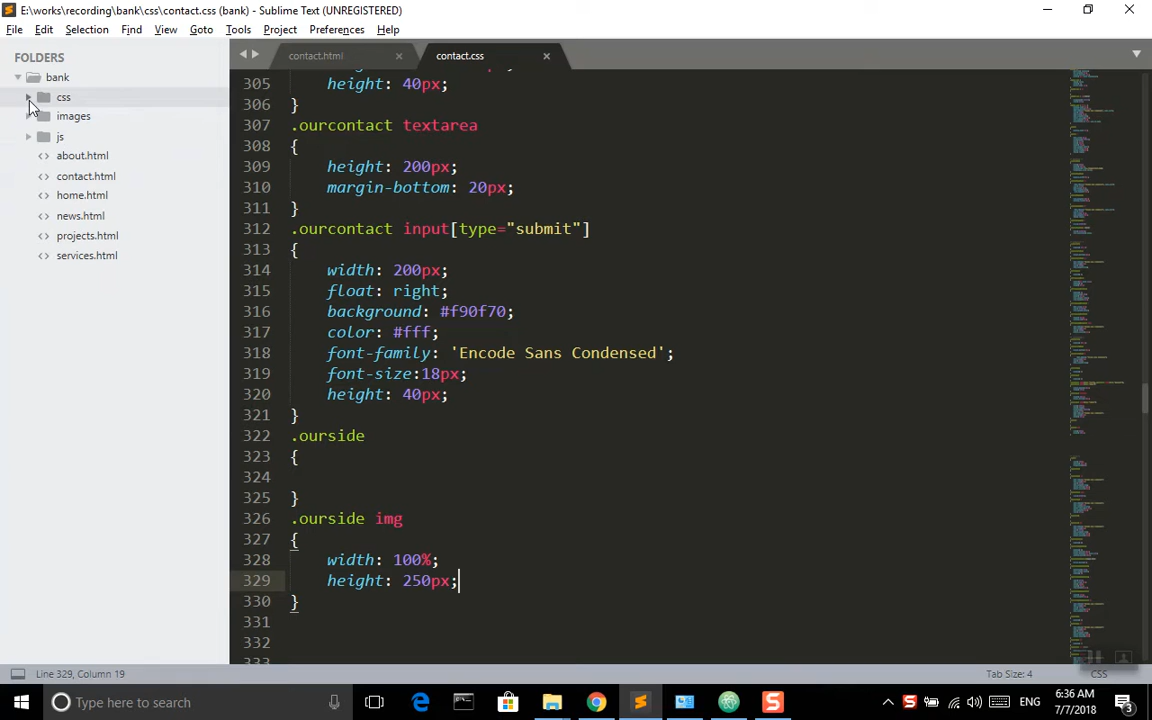 E:\works\recording\bank\css\contact.css (bank) - Sublime Text (UNREGISTERED)
File Edit Selection Find View Goto Tools Project Preferences Help
FOLDERS
bank
css
images
js
about.html
contact.html
home.html
news.html
projects.html
services.html
contact.html
contact.css
305 height: 40px;
306 }
307 .ourcontact textarea
308 {
309 height: 200px;
310 margin-bottom: 20px;
311 }
312 .ourcontact input[type="submit"]
313 {
314 width: 200px;
315 float: right;
316 background: #f90f70;
317 color: #fff;
318 font-family: 'Encode Sans Condensed';
319 font-size:18px;
320 height: 40px;
321 }
322 .ourside
323 {
324
325 }
326 .ourside img
327 {
328 width: 100%;
329 height: 250px;
330 }
331
332
333
Line 329, Column 19
Tab Size: 4
CSS
Type here to search
ENG
6:36 AM
7/7/2018
3